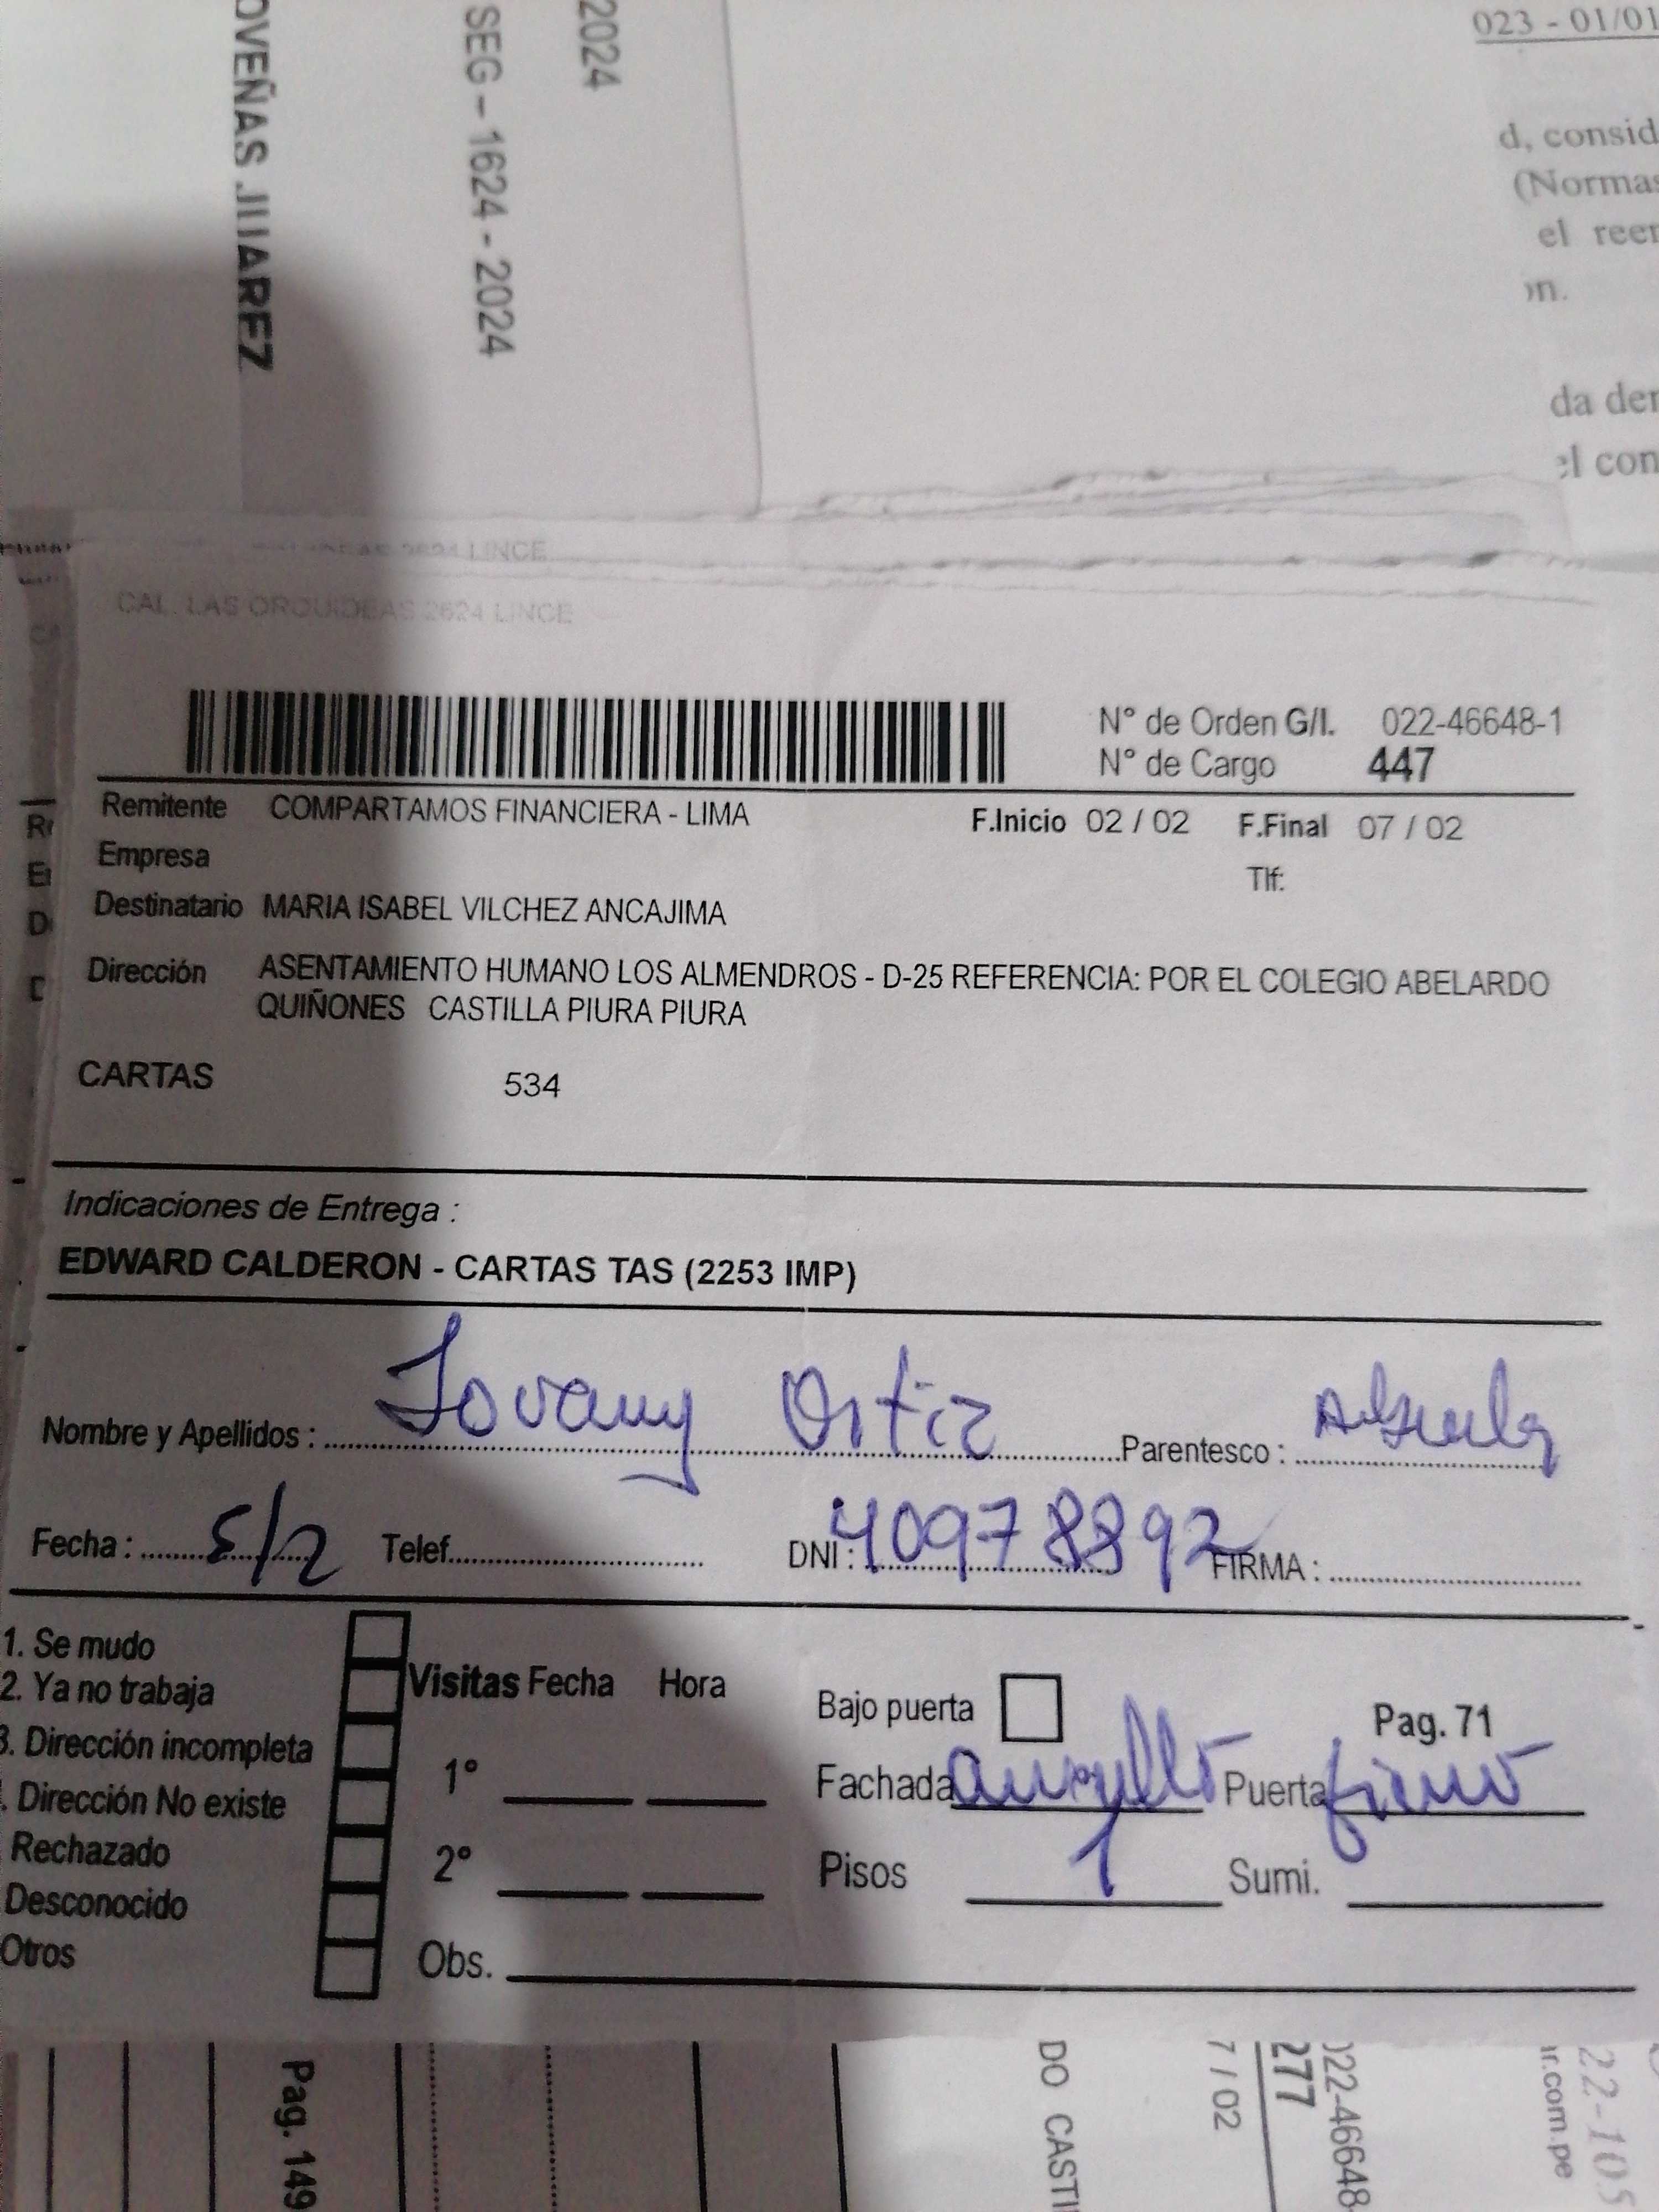 OVEÑAS JUAREZ
SEG - 1624 - 2024
2024
023 - 01/01
d, consid
(Normas
el reer
ón.
da der
el con
2624 LINCE
CAL. LAS ORQUIDEAS 2624 LINCE
N° de Orden G/I. 022-46648-1
N° de Cargo 447
Remitente COMPARTAMOS FINANCIERA - LIMA F.Inicio 02 / 02 F.Final 07 / 02
Empresa
Tlf:
Destinatario MARIA ISABEL VILCHEZ ANCAJIMA
Dirección ASENTAMIENTO HUMANO LOS ALMENDROS - D-25 REFERENCIA: POR EL COLEGIO ABELARDO
QUIÑONES CASTILLA PIURA PIURA
CARTAS 534
Indicaciones de Entrega :
EDWARD CALDERON - CARTAS TAS (2253 IMP)
Nombre y Apellidos : Jovany Ortiz Parentesco :
Fecha : 5/2 Telef. DNI : 40978892 FIRMA :
1. Se mudo
2. Ya no trabaja
3. Dirección incompleta
. Dirección No existe
Rechazado
Desconocido
Otros
Visitas Fecha Hora
1°
2°
Obs.
Bajo puerta Pag. 71
Fachada Puerta fierro
Pisos 1 Sumi.
Pag. 149
DO CASTI
7 / 02
277
022-46648-
ar.com.pe
22-105